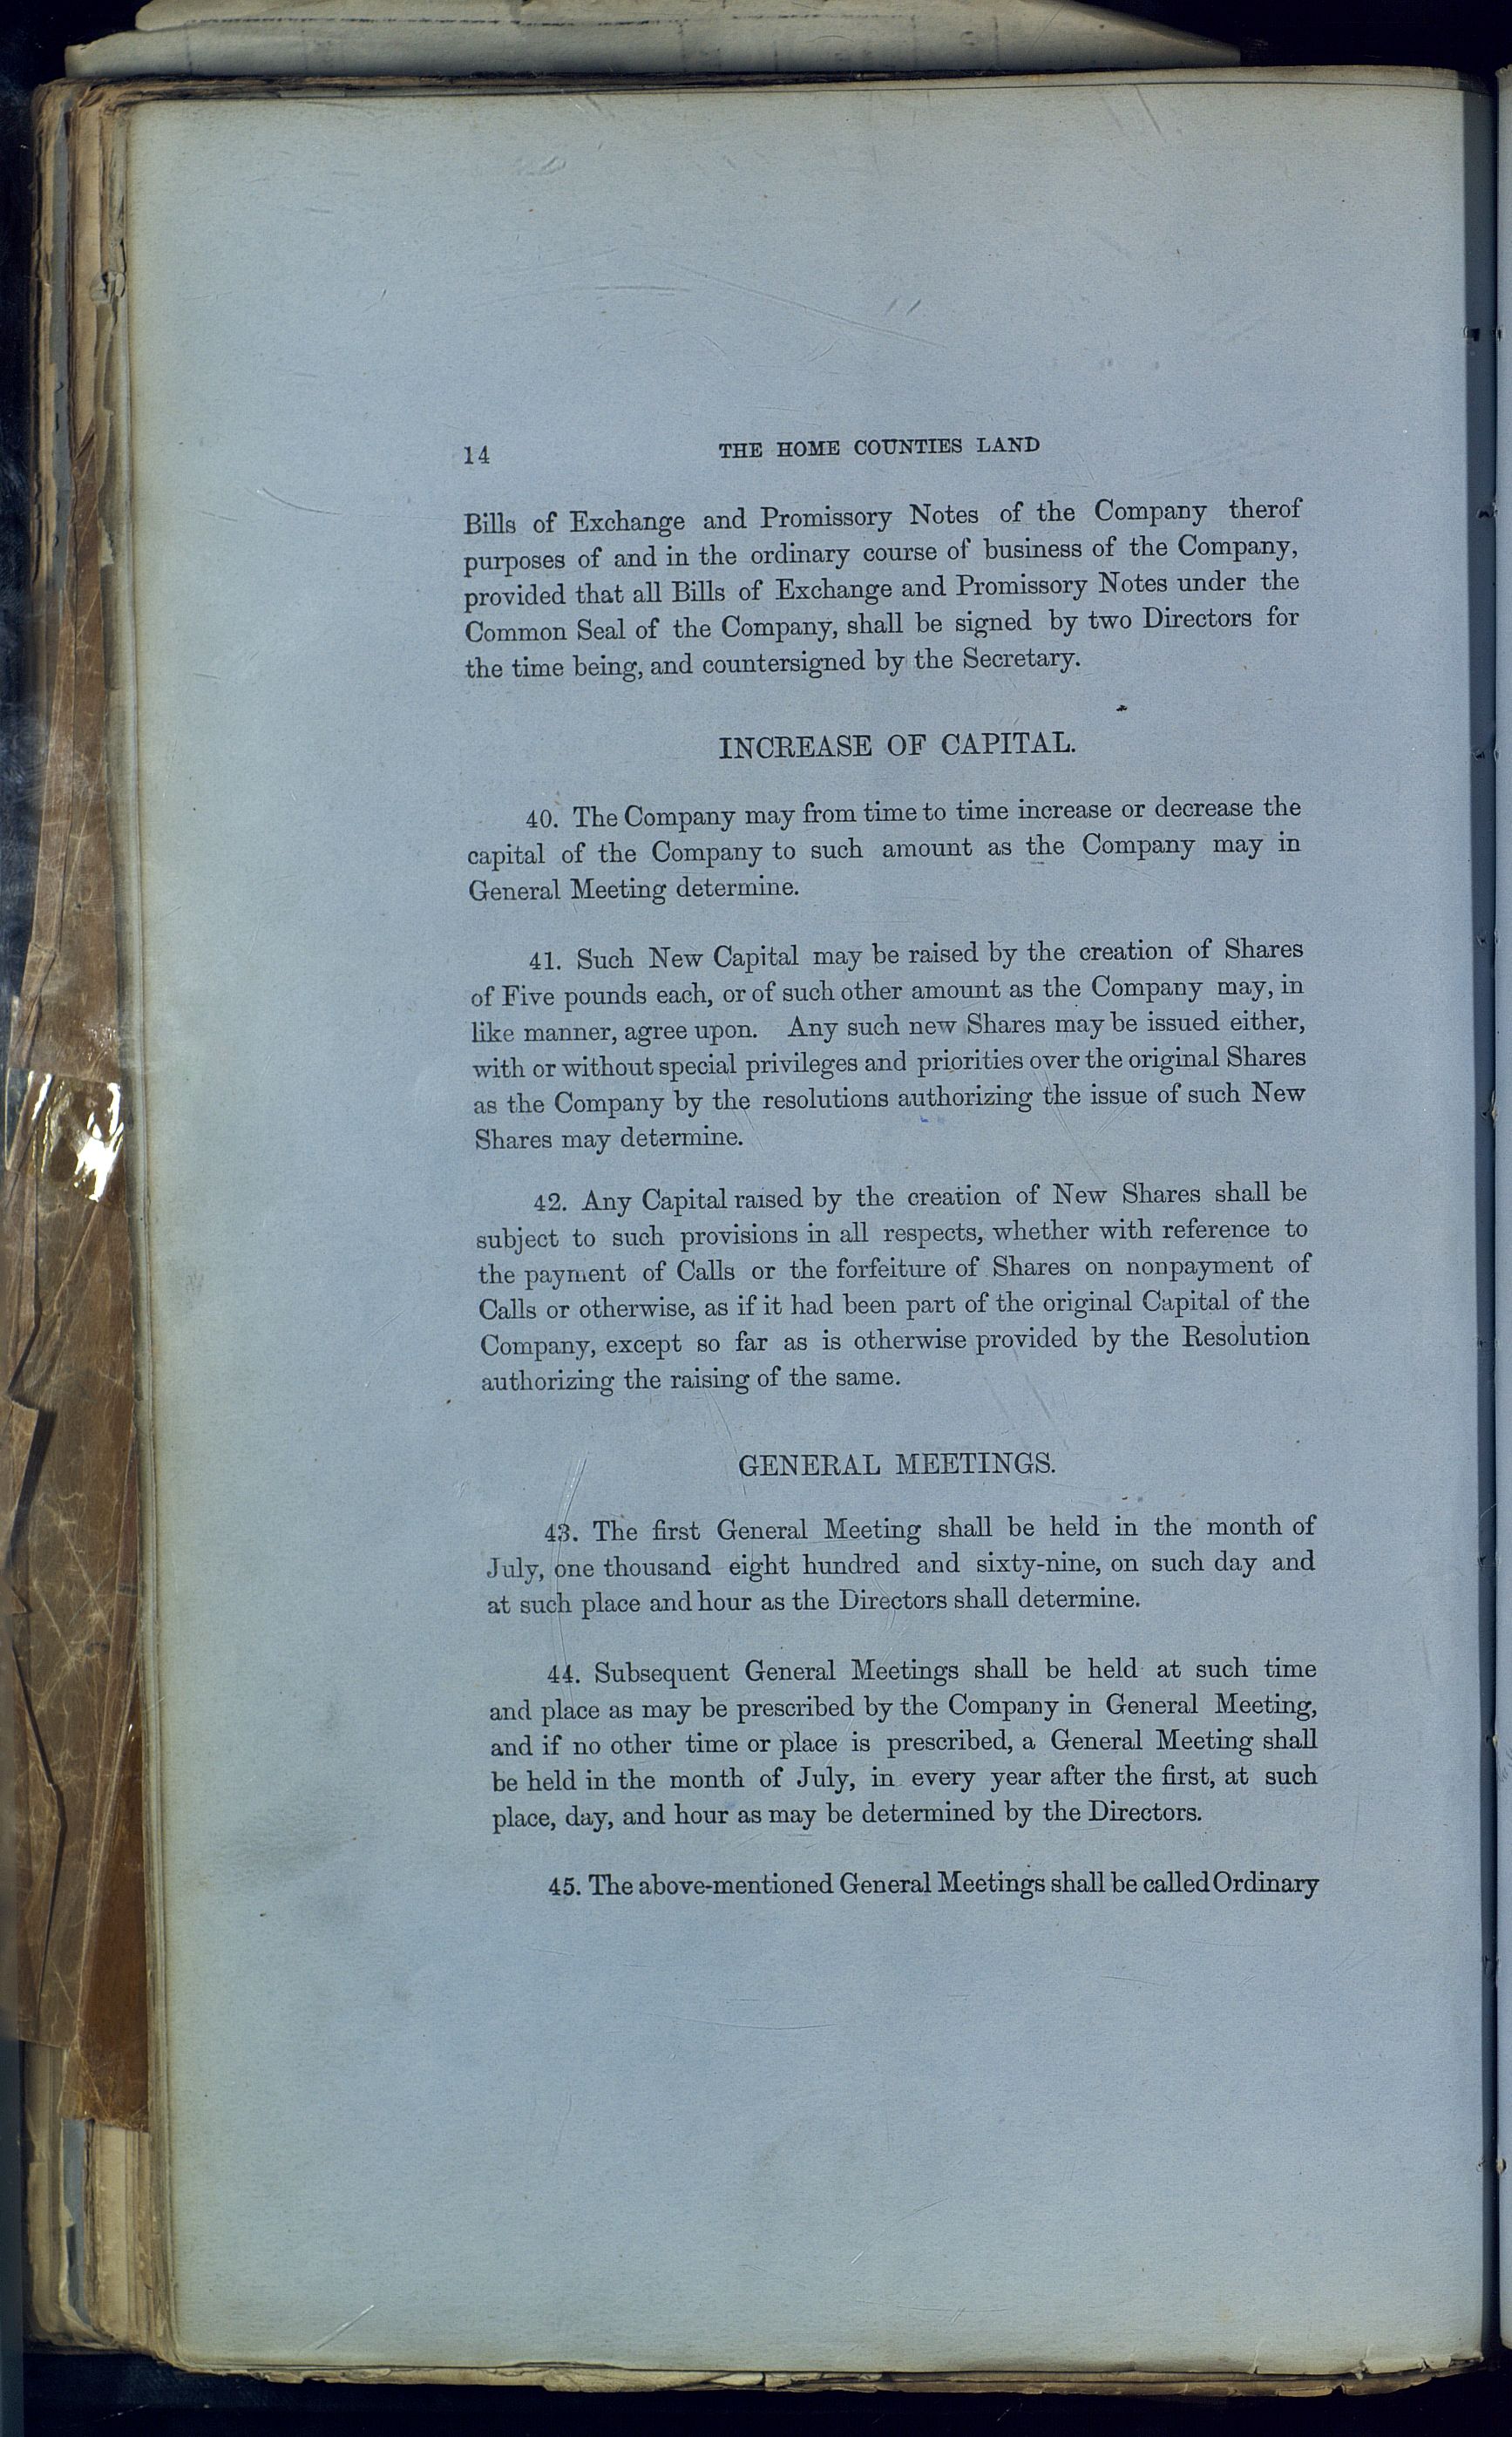 14 THE HOME COUNTIES LAND
Bills of Exchange and Promissory Notes of the Company therof
purposes of and in the ordinary course of business of the Company,
provided that all Bills of Exchange and Promissory Notes under the
Common Seal of the Company, shall be signed by two Directors for
the time being, and countersigned by the Secretary.
INCREASE OF CAPITAL.
40. The Company may from time to time increase or decrease the
capital of the Company to such amount as the Company may in
General Meeting determine.
41. Such New Capital may be raised by the creation of Shares
of Five pounds each, or of such other amount as the Company may, in
like manner, agree upon. Any such new Shares may be issued either,
with or without special privileges and priorities over the original Shares
as the Company by the resolutions authorizing the issue of such New
Shares may determine.
42. Any Capital raised by the creation of New Shares shall be
subject to such provisions in all respects, whether with reference to
the payment of Calls or the forfeiture of Shares on nonpayment of
Calls or otherwise, as if it had been part of the original Capital of the
Company, except so far as is otherwise provided by the Resolution
authorizing the raising of the same.
GENERAL MEETINGS.
43. The first General Meeting shall be held in the month of
July, one thousand eight hundred and sixty-nine, on such day and
at such place and hour as the Directors shall determine.
44. Subsequent General Meetings shall be held at such time
and place as may be prescribed by the Company in General Meeting,
and if no other time or place is prescribed, a General Meeting shall
be held in the month of July, in every year after the first, at such
place, day, and hour as may be determined by the Directors.
45. The above-mentioned General Meetings shall be called Ordinary